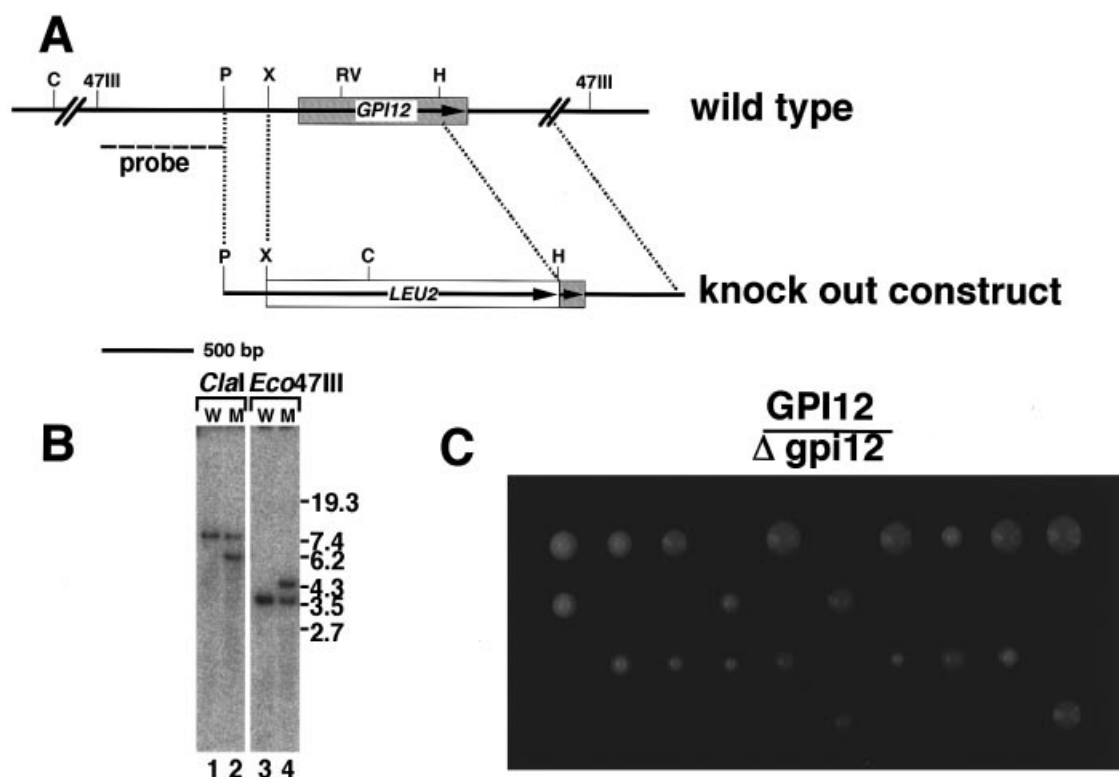 A
C 47III P X RV H 47III
GPI12
wild type
probe
P X C H
LEU2
knock out construct
500 bp
ClaI Eco47III
W M W M
B
-19.3
-7.4
-6.2
-4.3
-3.5
-2.7
1 2 3 4
C
GPI12
Δ gpi12